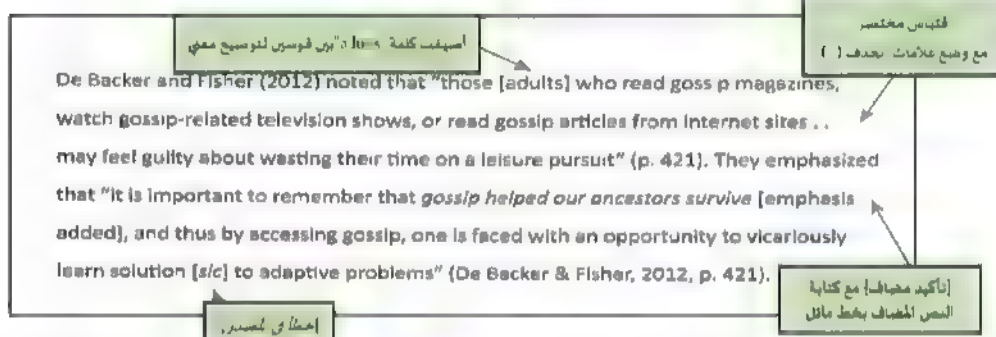 اقتباس مختصر
مع وضع علامات الحذف ( )
أضيفت كلمة "بين قوسين لتوضيح معنى
De Backer and Fisher (2012) noted that "those [adults] who read goss p magazines,
watch gossip-related television shows, or read gossip articles from internet sites . .
may feel guilty about wasting their time on a leisure pursuit" (p. 421). They emphasized
that "it is important to remember that gossip helped our ancestors survive [emphasis
added], and thus by accessing gossip, one is faced with an opportunity to vicariously
learn solution [sic] to adaptive problems" (De Backer & Fisher, 2012, p. 421).
[تأكيد مضاف] مع كتابة
النص المضاف بخط مائل